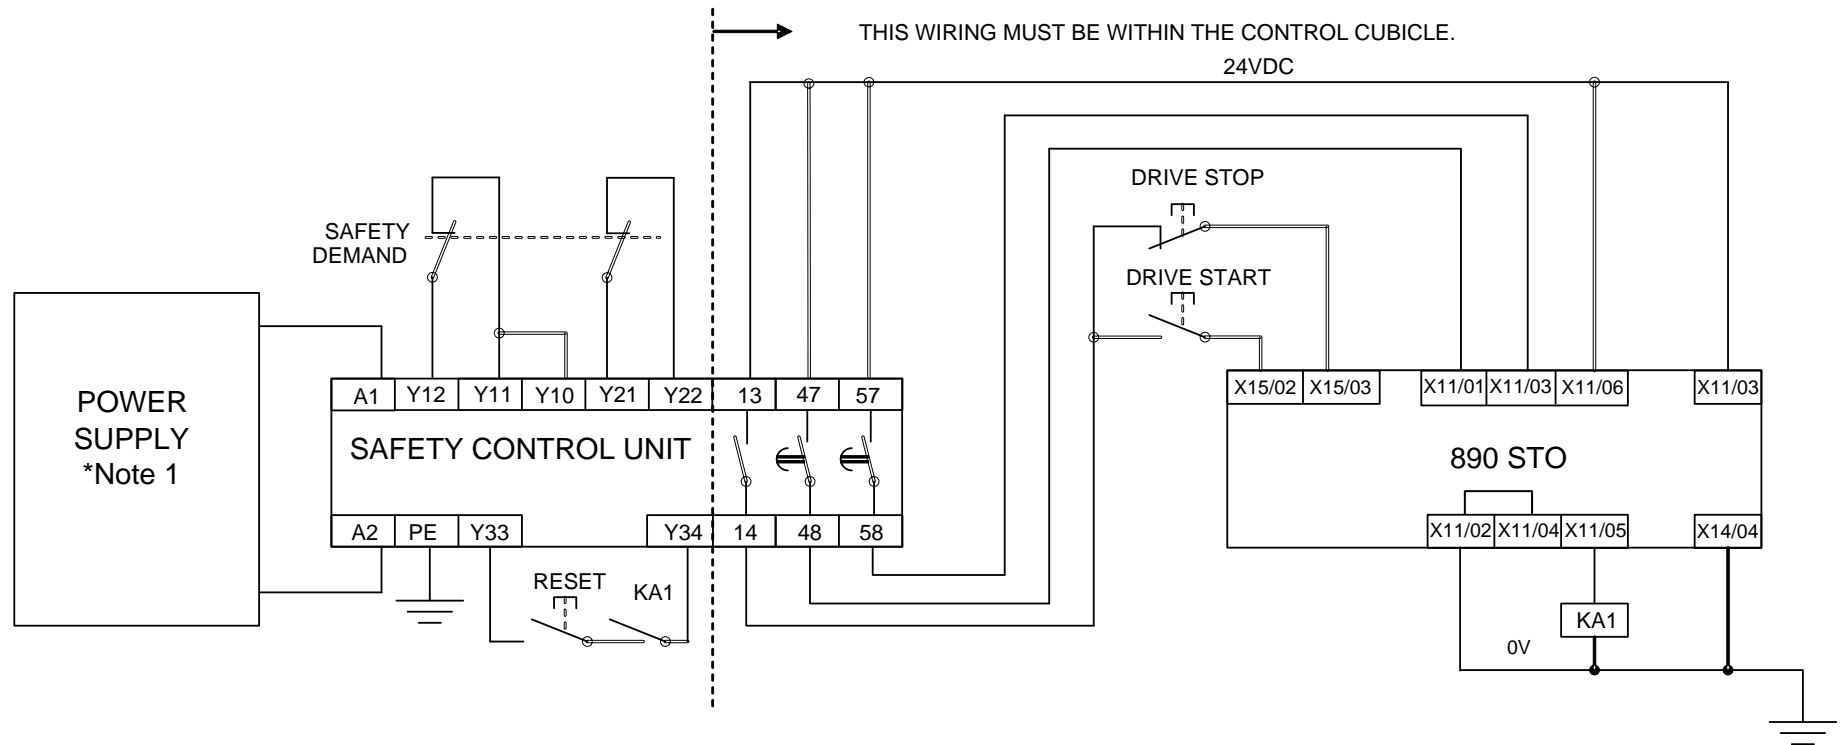 THIS WIRING MUST BE WITHIN THE CONTROL CUBICLE.
24VDC
DRIVE STOP
SAFETY
DEMAND
DRIVE START
POWER
SUPPLY
*Note 1
A1 Y12 Y11 Y10 Y21 Y22 13 47 57
X15/02 X15/03 X11/01 X11/03 X11/06 X11/03
SAFETY CONTROL UNIT
890 STO
A2 PE Y33 Y34 14 48 58
X11/02 X11/04 X11/05 X14/04
RESET
KA1
KA1
0V